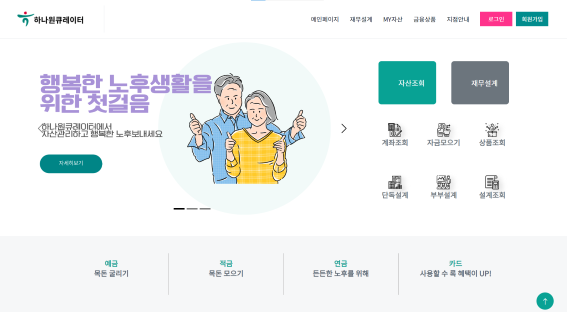 하나원큐레이터
메인페이지 재무설계 MY자산 금융상품 지점안내 로그인 회원가입
행복한 노후생활을
위한 첫걸음
하나원큐레이터에서
자산관리하고 행복한 노후보내세요
자세히보기
자산조회 재무설계
계좌조회 자금모으기 상품조회
단독설계 부부설계 설계조회
예금 적금 연금 카드
목돈 굴리기 목돈 모으기 든든한 노후를 위해 사용할 수 록 혜택이 UP!